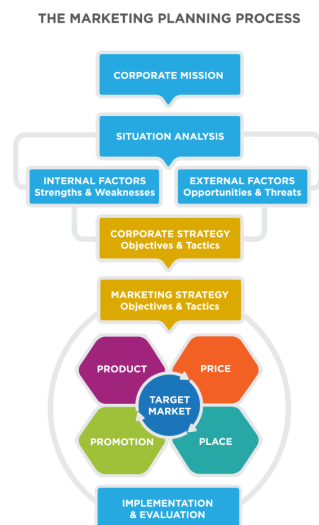 THE MARKETING PLANNING PROCESS
CORPORATE MISSION
SITUATION ANALYSIS
INTERNAL FACTORS
Strengths & Weaknesses
EXTERNAL FACTORS
Opportunities & Threats
CORPORATE STRATEGY
Objectives & Tactics
MARKETING STRATEGY
Objectives & Tactics
PRODUCT
PRICE
TARGET
MARKET
PROMOTION
PLACE
IMPLEMENTATION
& EVALUATION